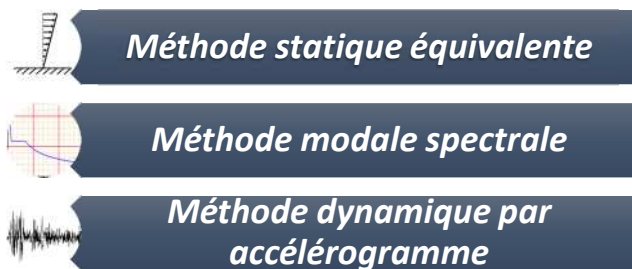 Méthode statique équivalente
Méthode modale spectrale
Méthode dynamique par
accélérogramme